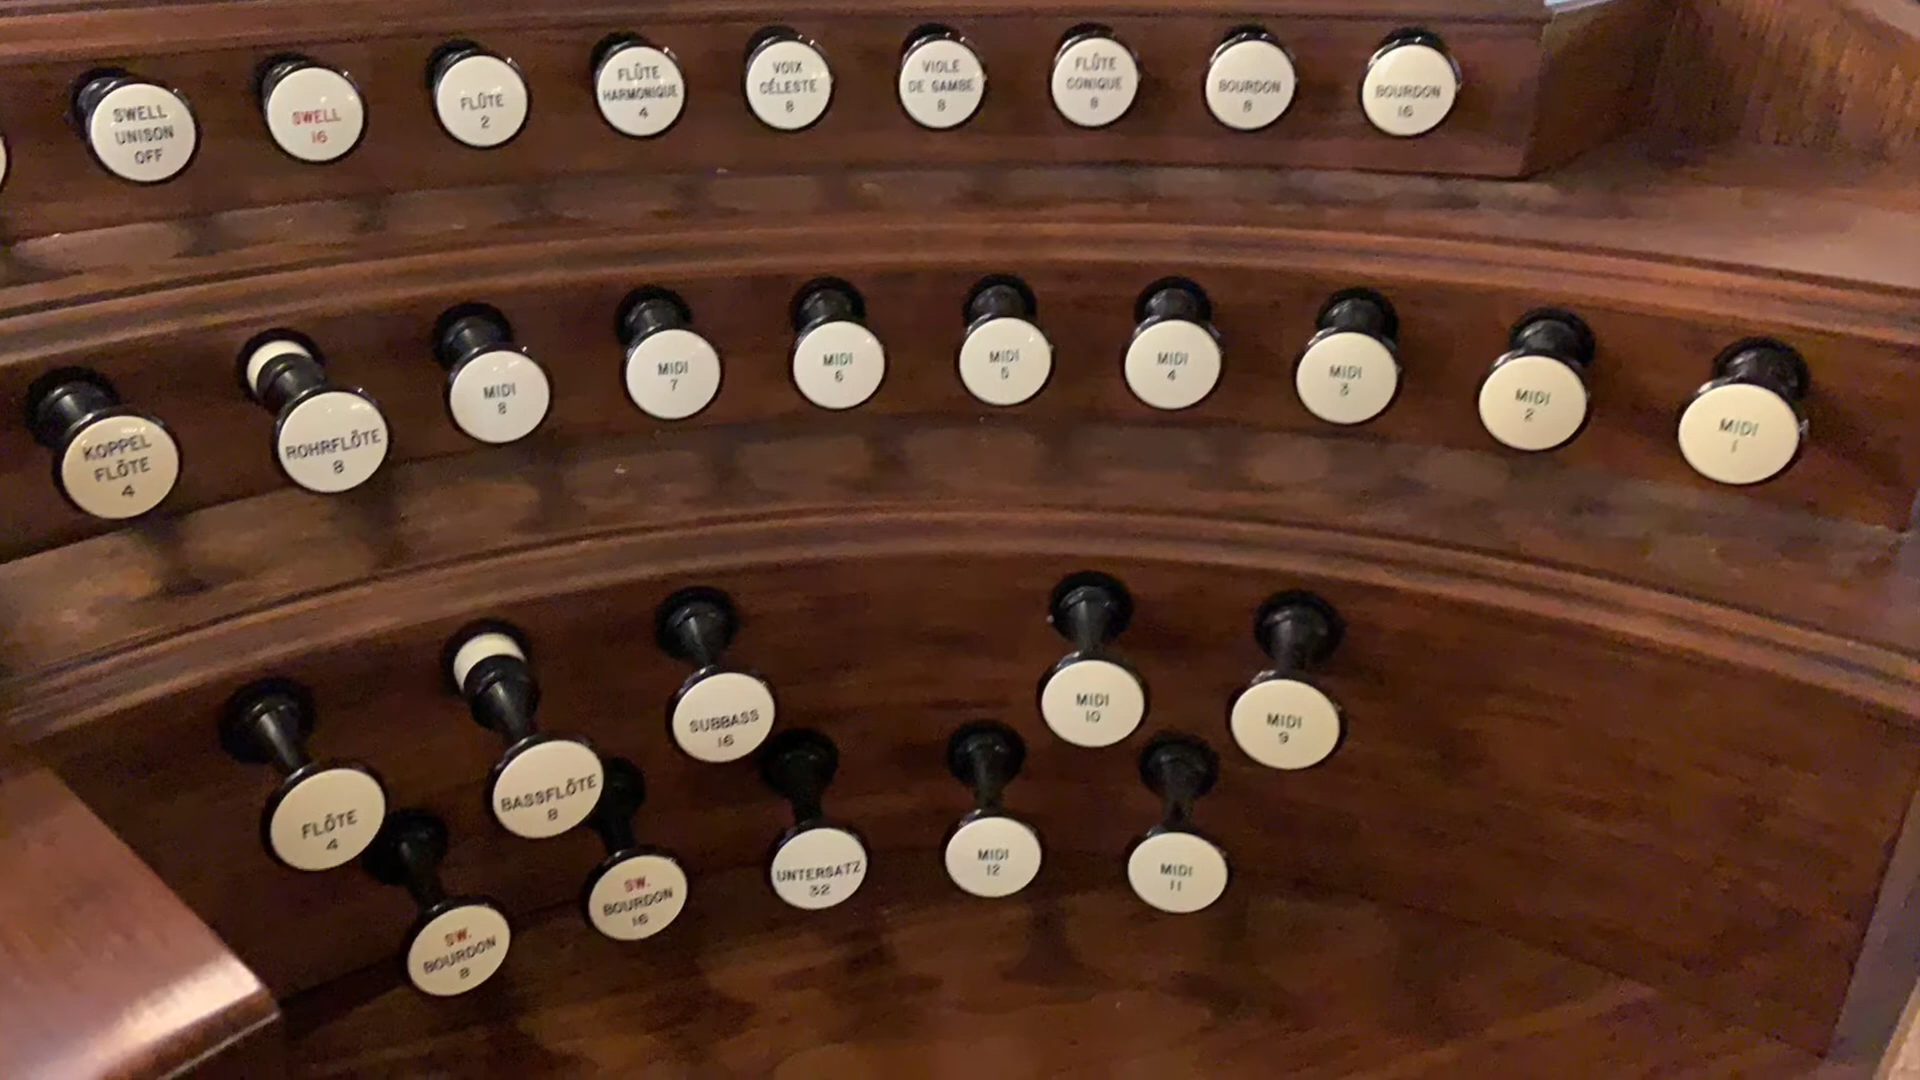 SWELL
UNISON
OFF
SWELL
16
FLÛTE
2
FLÛTE
HARMONIQUE
4
VOIX
CÉLESTE
8
VIOLE
DE GAMBE
8
FLÛTE
CONIQUE
8
BOURDON
8
BOURDON
16
KOPPEL
FLÖTE
4
ROHRFLÖTE
8
MIDI
8
MIDI
7
MIDI
6
MIDI
5
MIDI
4
MIDI
3
MIDI
2
MIDI
1
FLÖTE
4
BASSFLÖTE
8
SUBBASS
16
MIDI
10
MIDI
9
SW.
BOURDON
8
SW.
BOURDON
16
UNTERSATZ
32
MIDI
12
MIDI
11